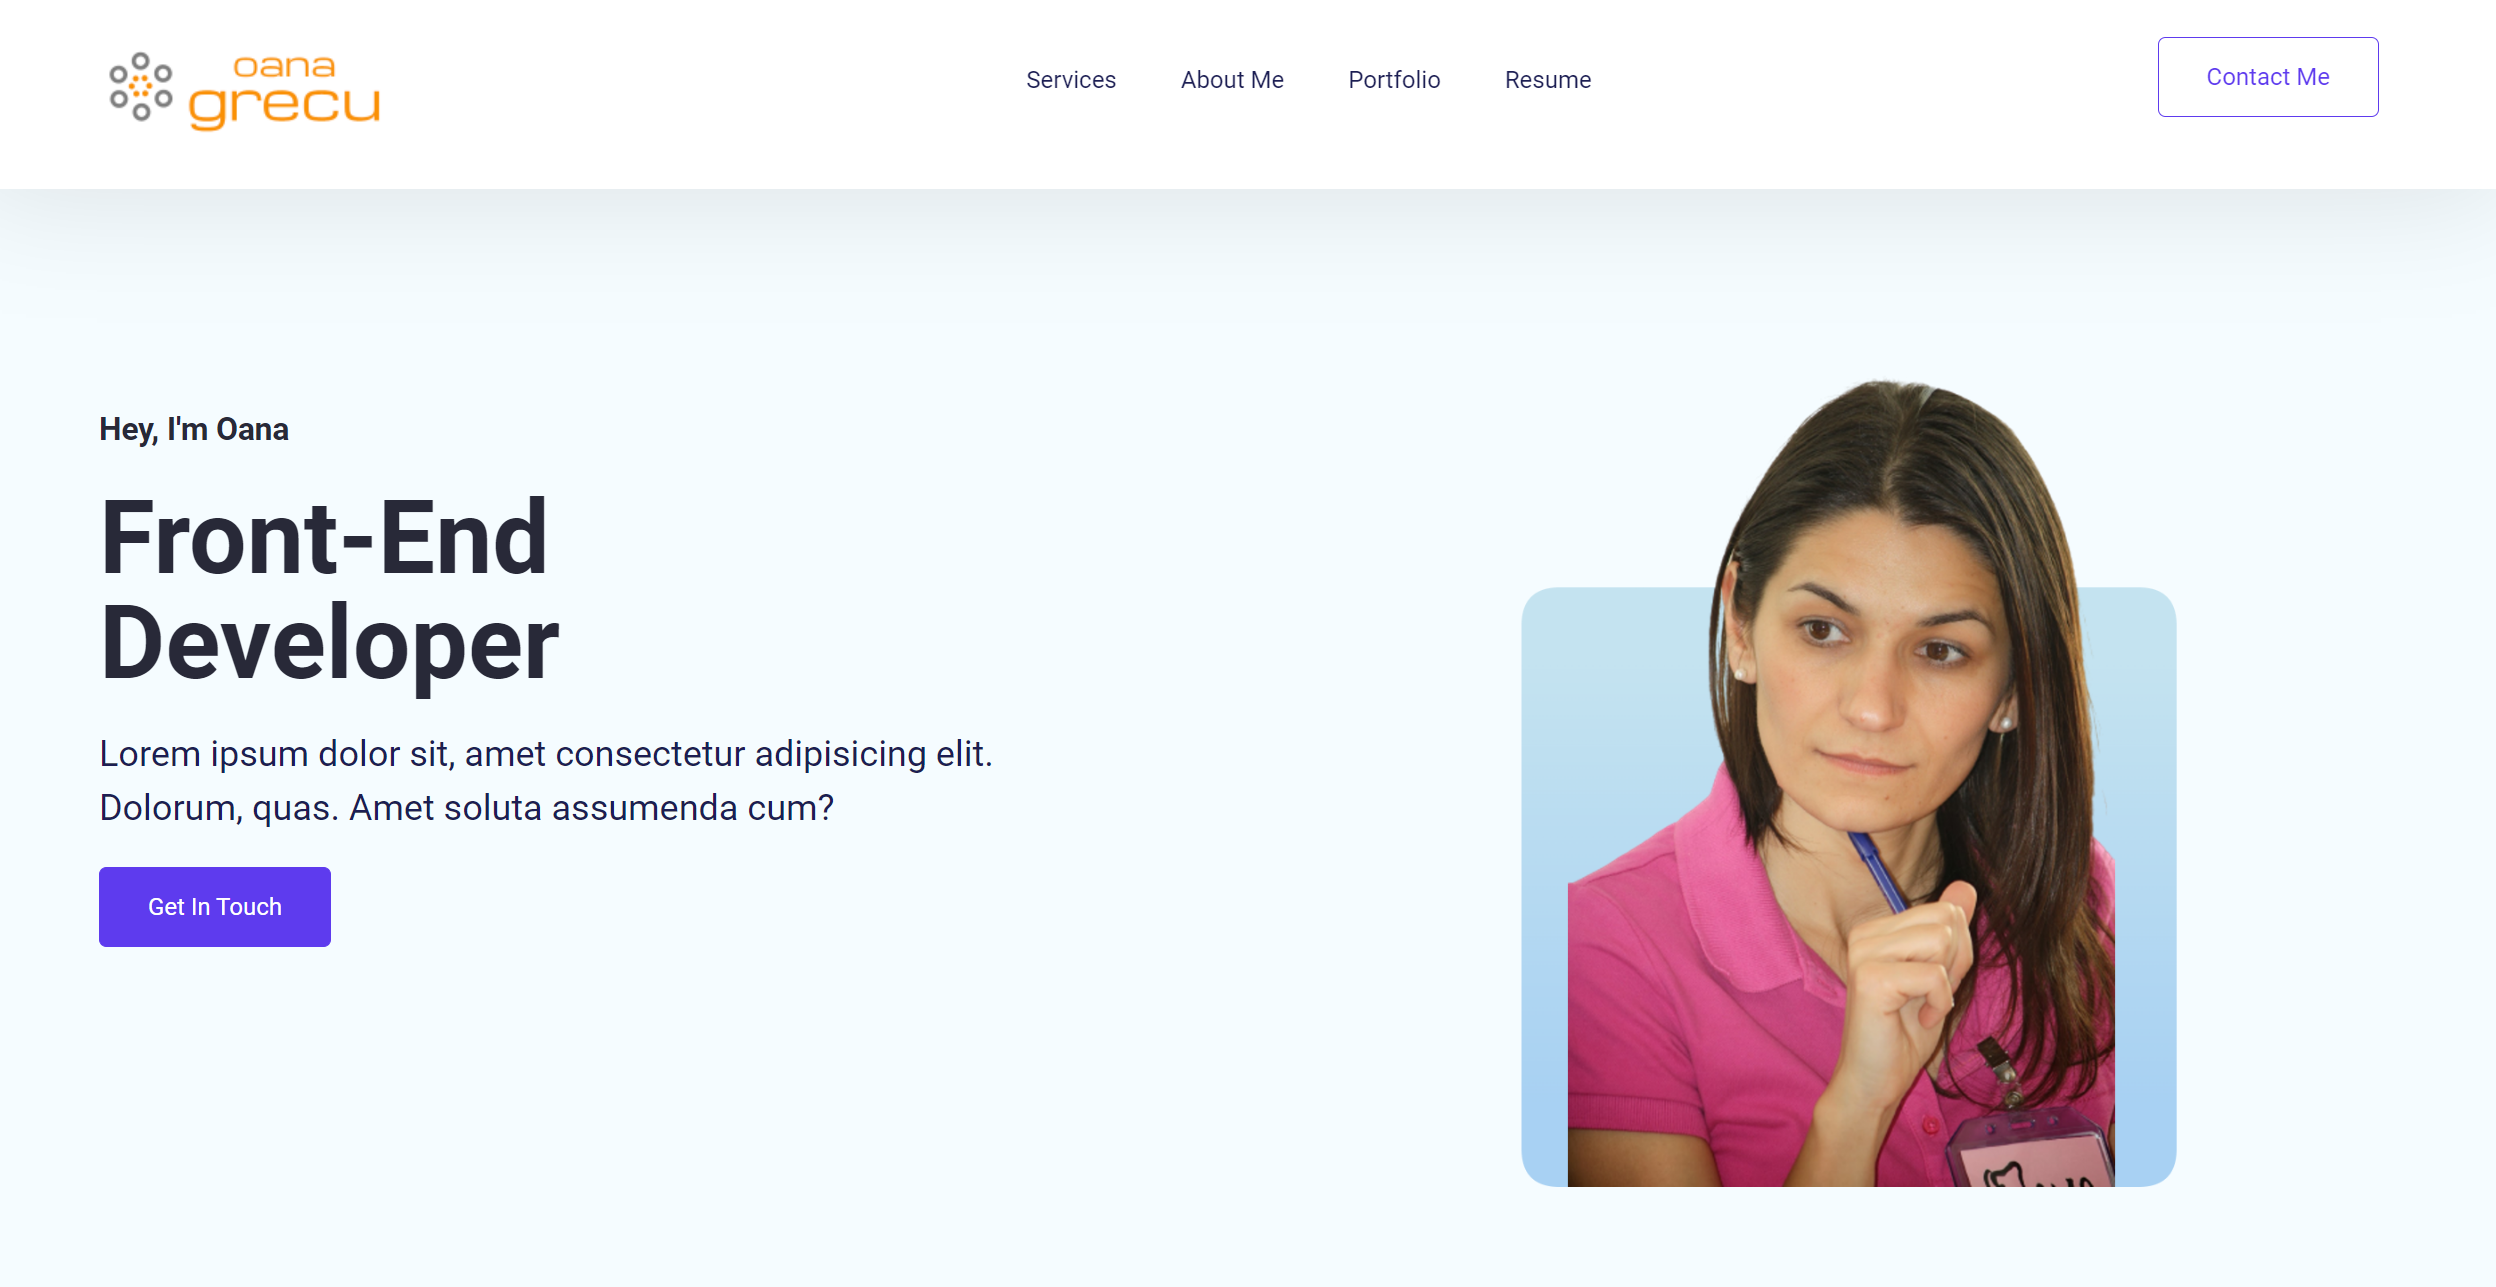 oana
grecu
Services
About Me
Portfolio
Resume
Contact Me
Hey, I'm Oana
Front-End
Developer
Lorem ipsum dolor sit, amet consectetur adipisicing elit.
Dolorum, quas. Amet soluta assumenda cum?
Get In Touch